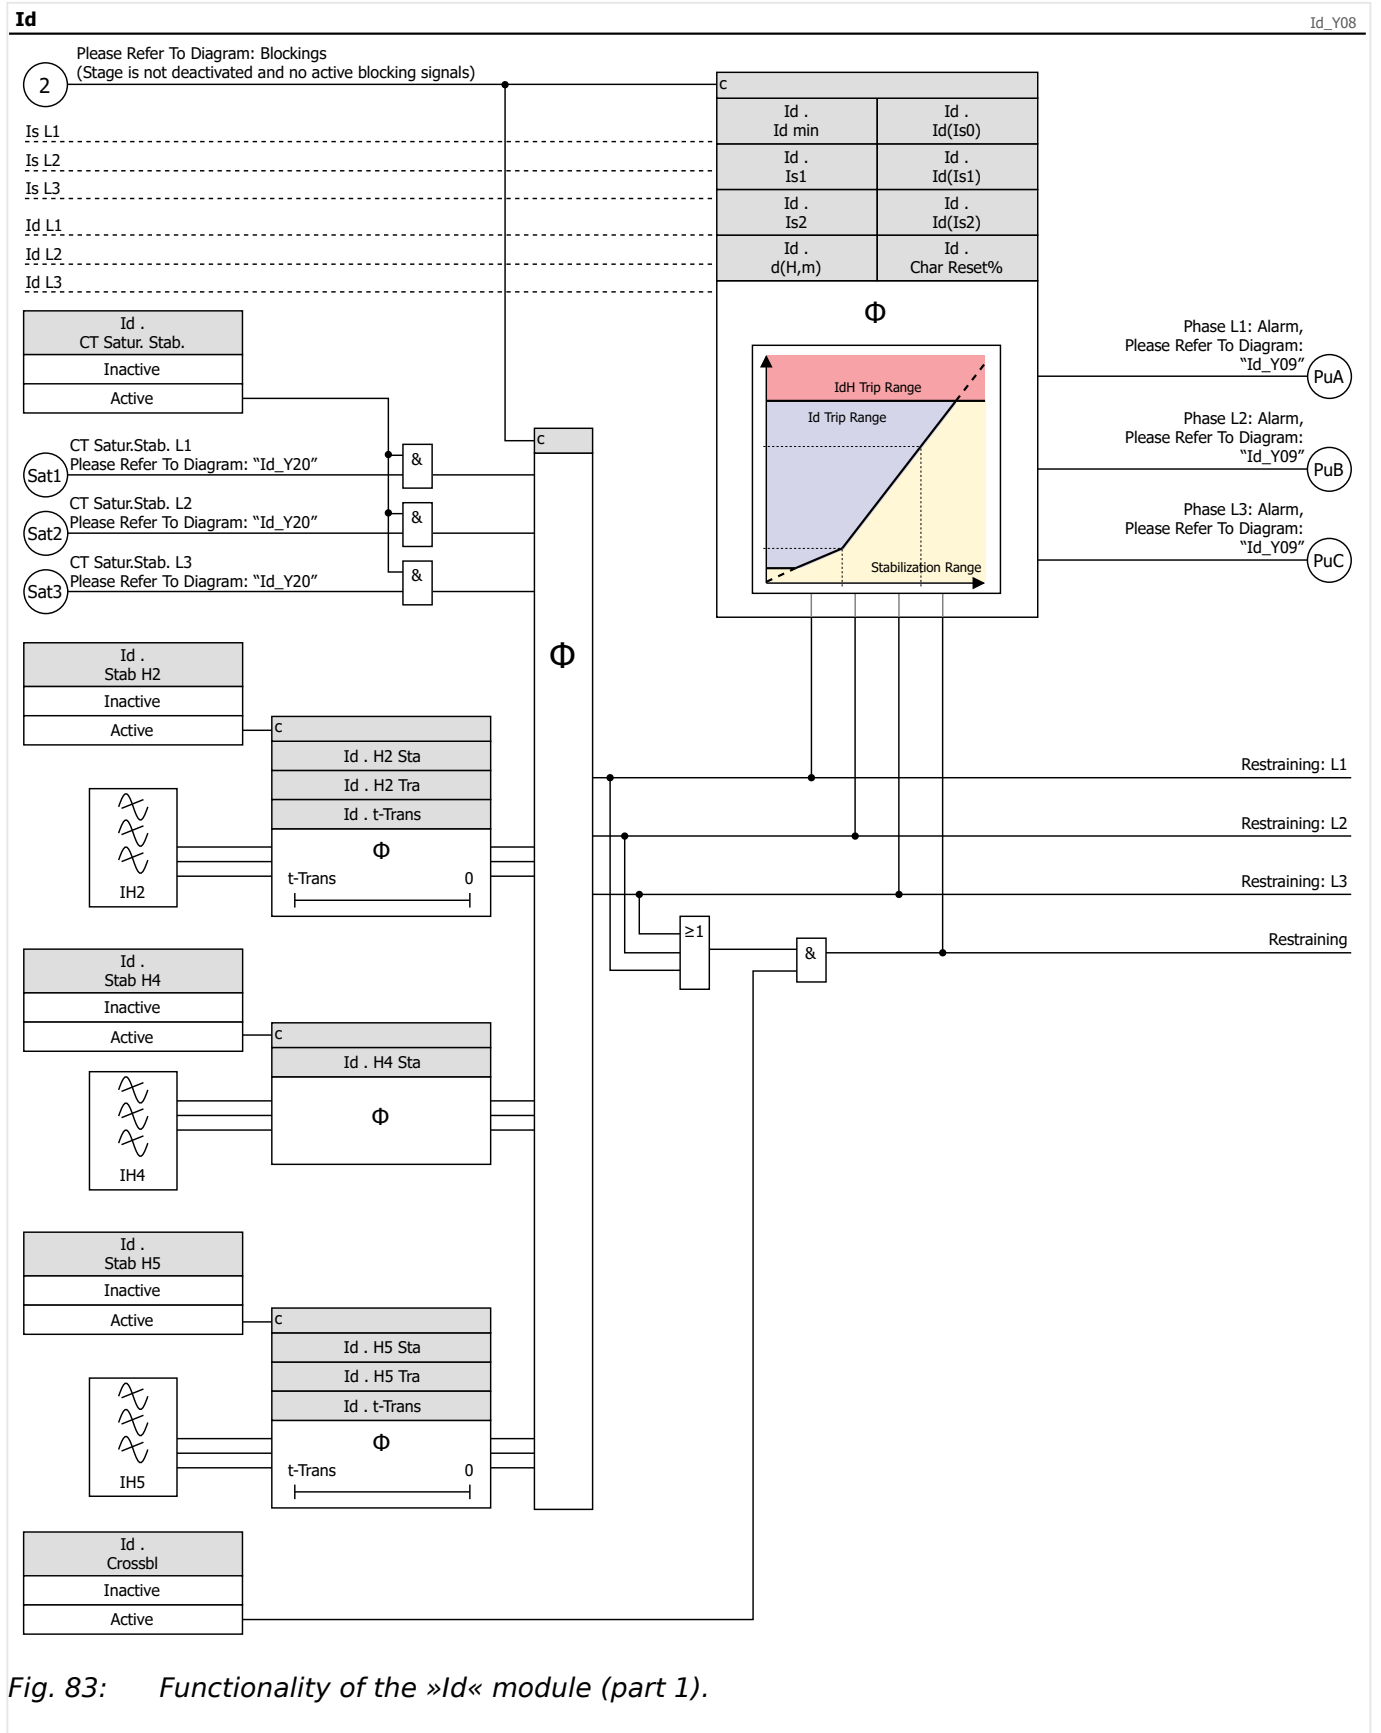 Id
Id_Y08
Please Refer To Diagram: Blockings
(Stage is not deactivated and no active blocking signals)
2
c
Id .
Id min
Id .
Id(Is0)
Id .
Is1
Id .
Id(Is1)
Id .
Is2
Id .
Id(Is2)
Id .
d(H,m)
Id .
Char Reset%
Is L1
Is L2
Is L3
Id L1
Id L2
Id L3
Φ
IdH Trip Range
Id Trip Range
Stabilization Range
Phase L1: Alarm,
Please Refer To Diagram:
“Id_Y09”
PuA
Phase L2: Alarm,
Please Refer To Diagram:
“Id_Y09”
PuB
Phase L3: Alarm,
Please Refer To Diagram:
“Id_Y09”
PuC
Id .
CT Satur. Stab.
Inactive
Active
CT Satur.Stab. L1
Please Refer To Diagram: “Id_Y20”
Sat1
&
CT Satur.Stab. L2
Please Refer To Diagram: “Id_Y20”
Sat2
&
CT Satur.Stab. L3
Please Refer To Diagram: “Id_Y20”
Sat3
&
c
Φ
Id .
Stab H2
Inactive
Active
c
Id . H2 Sta
Id . H2 Tra
Id . t-Trans
Φ
t-Trans 0
IH2
Restraining: L1
Restraining: L2
Restraining: L3
≥1
&
Restraining
Id .
Stab H4
Inactive
Active
c
Id . H4 Sta
Φ
IH4
Id .
Stab H5
Inactive
Active
c
Id . H5 Sta
Id . H5 Tra
Id . t-Trans
Φ
t-Trans 0
IH5
Id .
Crossbl
Inactive
Active
Fig. 83: Functionality of the »Id« module (part 1).